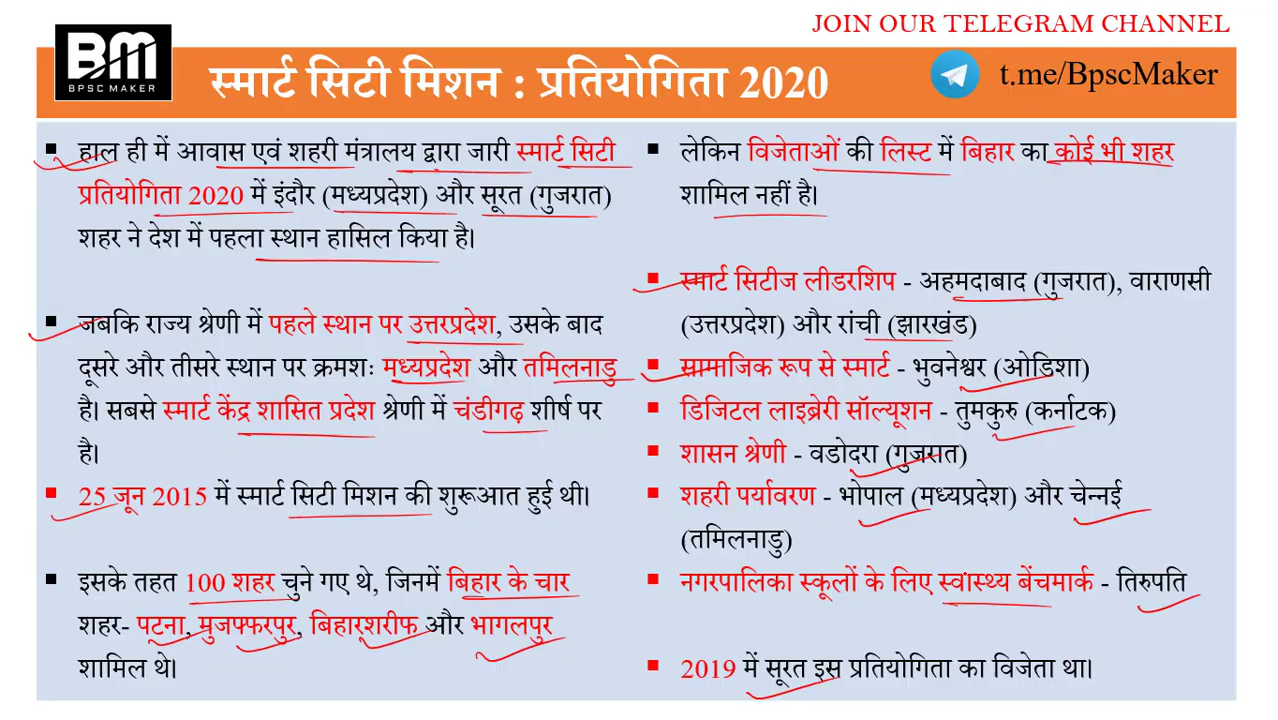 JOIN OUR TELEGRAM CHANNEL
BM
BPSC MAKER
स्मार्ट सिटी मिशन : प्रतियोगिता 2020
t.me/BpscMaker
हाल ही में आवास एवं शहरी मंत्रालय द्वारा जारी स्मार्ट सिटी
प्रतियोगिता 2020 में इंदौर (मध्यप्रदेश) और सूरत (गुजरात)
शहर ने देश में पहला स्थान हासिल किया है।
जबकि राज्य श्रेणी में पहले स्थान पर उत्तरप्रदेश, उसके बाद
दूसरे और तीसरे स्थान पर क्रमशः मध्यप्रदेश और तमिलनाडु
है। सबसे स्मार्ट केंद्र शासित प्रदेश श्रेणी में चंडीगढ़ शीर्ष पर
है।
25 जून 2015 में स्मार्ट सिटी मिशन की शुरूआत हुई थी।
इसके तहत 100 शहर चुने गए थे, जिनमें बिहार के चार
शहर- पटना, मुजफ्फरपुर, बिहारशरीफ और भागलपुर
शामिल थे।
लेकिन विजेताओं की लिस्ट में बिहार का कोई भी शहर
शामिल नहीं है।
स्मार्ट सिटीज लीडरशिप - अहमदाबाद (गुजरात), वाराणसी
(उत्तरप्रदेश) और रांची (झारखंड)
सामाजिक रूप से स्मार्ट - भुवनेश्वर (ओडिशा)
डिजिटल लाइब्रेरी सॉल्यूशन - तुमकुरु (कर्नाटक)
शासन श्रेणी - वडोदरा (गुजरात)
शहरी पर्यावरण - भोपाल (मध्यप्रदेश) और चेन्नई
(तमिलनाडु)
नगरपालिका स्कूलों के लिए स्वास्थ्य बेंचमार्क - तिरुपति
2019 में सूरत इस प्रतियोगिता का विजेता था।